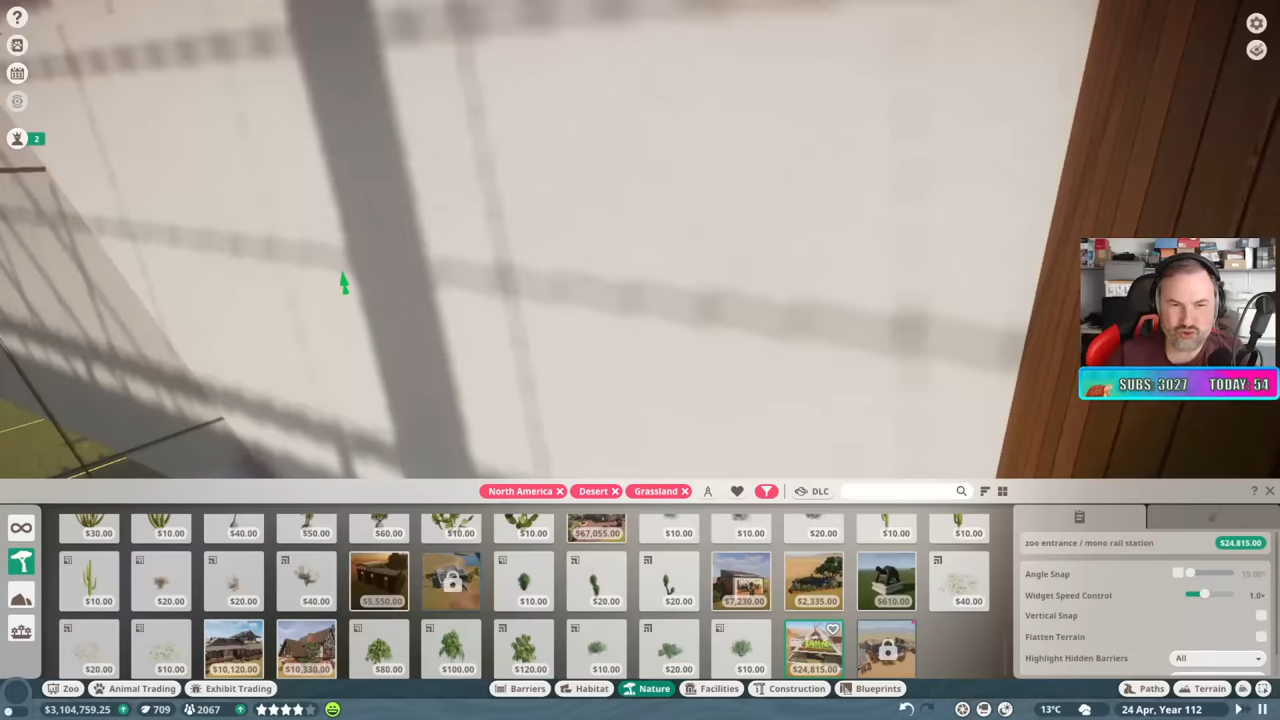 ?
2
SUBS: 3027 TODAY: 54
North America × Desert × Grassland × DLC ? ×
$30.00 $10.00 $40.00 $50.00 $60.00 $10.00 $10.00 $67,055.00 $10.00 $10.00 $20.00 $10.00 $10.00
$10.00 $20.00 $20.00 $40.00 $5,550.00 $10.00 $20.00 $20.00 $7,230.00 $2,335.00 $610.00 $40.00
$20.00 $10.00 $10,120.00 $10,330.00 $80.00 $100.00 $120.00 $10.00 $20.00 $10.00 $24,815.00
zoo entrance / mono rail station $24,815.00
Angle Snap 15.00°
Widget Speed Control 1.0×
Vertical Snap
Flatten Terrain
Highlight Hidden Barriers All
Zoo Animal Trading Exhibit Trading Barriers Habitat Nature Facilities Construction Blueprints Paths Terrain
$3,104,759.25 709 2067 13°C 24 Apr, Year 112